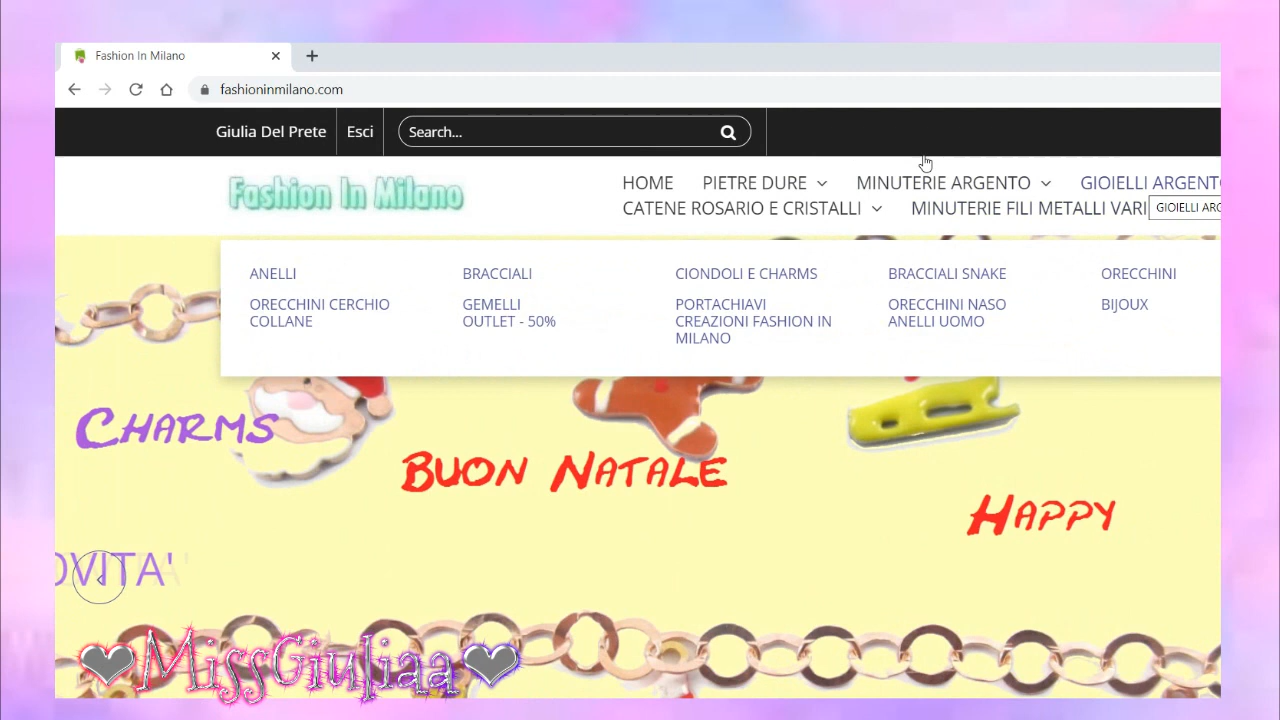 Fashion In Milano
fashioninmilano.com
Giulia Del Prete Esci Search...
Fashion In Milano
HOME PIETRE DURE MINUTERIE ARGENTO GIOIELLI ARGENTO
CATENE ROSARIO E CRISTALLI MINUTERIE FILI METALLI VARI GIOIELLI ARG
ANELLI BRACCIALI CIONDOLI E CHARMS BRACCIALI SNAKE ORECCHINI
ORECCHINI CERCHIO GEMELLI PORTACHIAVI ORECCHINI NASO BIJOUX
COLLANE OUTLET - 50% CREAZIONI FASHION IN ANELLI UOMO
MILANO
CHARMS
BUON NATALE
HAPPY
OVITA'
MissGiuliaa